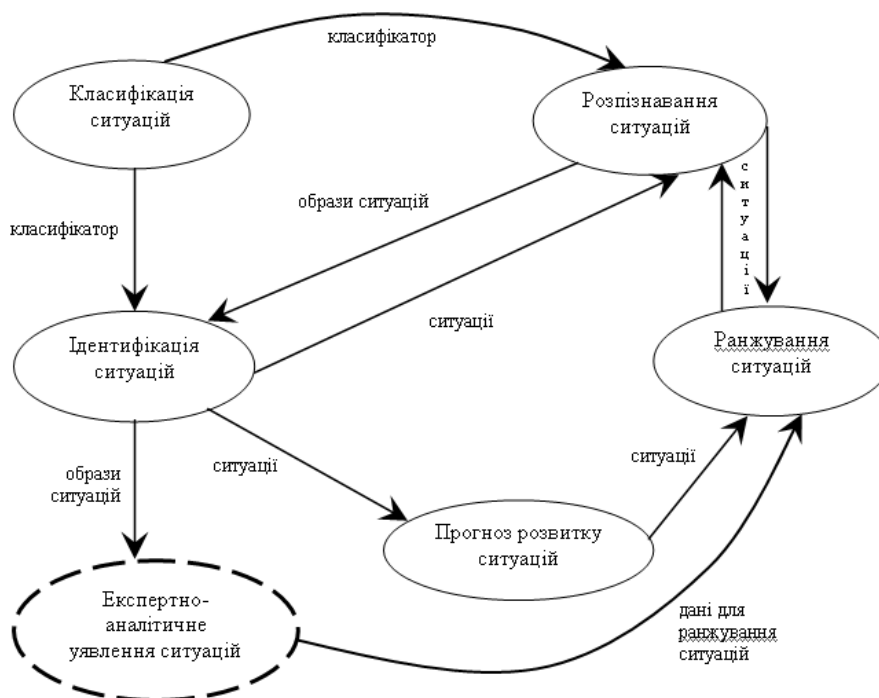 класифікатор
Класифікація
ситуацій
Розпізнавання
ситуацій
ситуації
образи ситуацій
класифікатор
ситуації
Ідентифікація
ситуацій
Ранжування
ситуацій
образи
ситуацій
ситуації
ситуації
Прогноз розвитку
ситуацій
Експертно-
аналітичне
уявлення ситуацій
дані для
ранжування
ситуацій